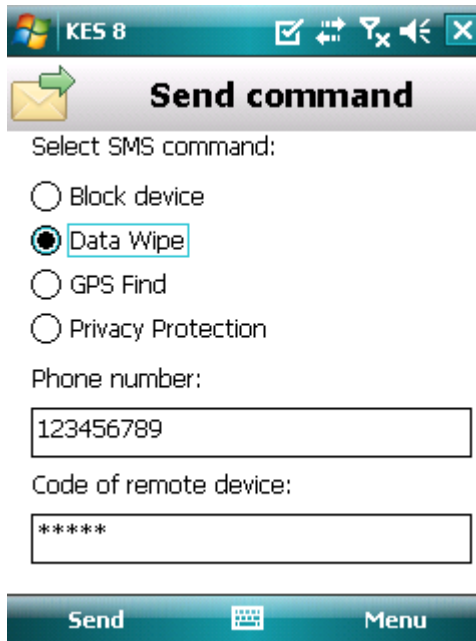 KES 8
Send command
Select SMS command:
Block device
Data Wipe
GPS Find
Privacy Protection
Phone number:
123456789
Code of remote device:
*****
Send Menu